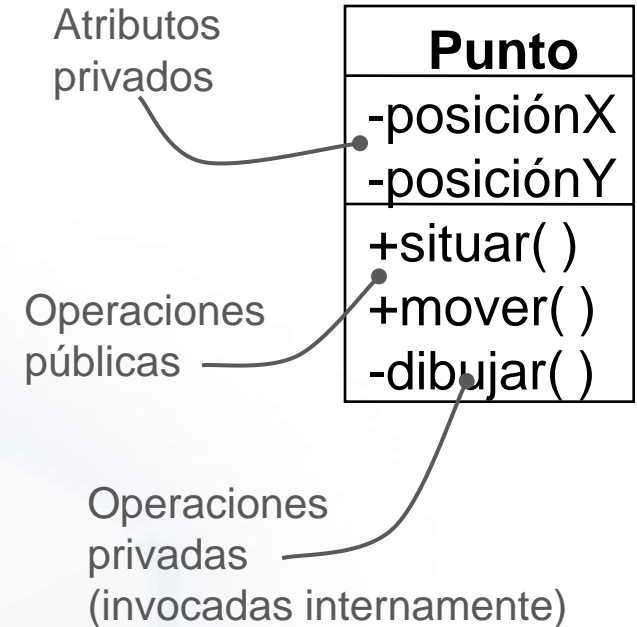 Atributos
privados
Punto
-posiciónX
-posiciónY
+situar( )
+mover( )
-dibujar( )
Operaciones
públicas
Operaciones
privadas
(invocadas internamente)